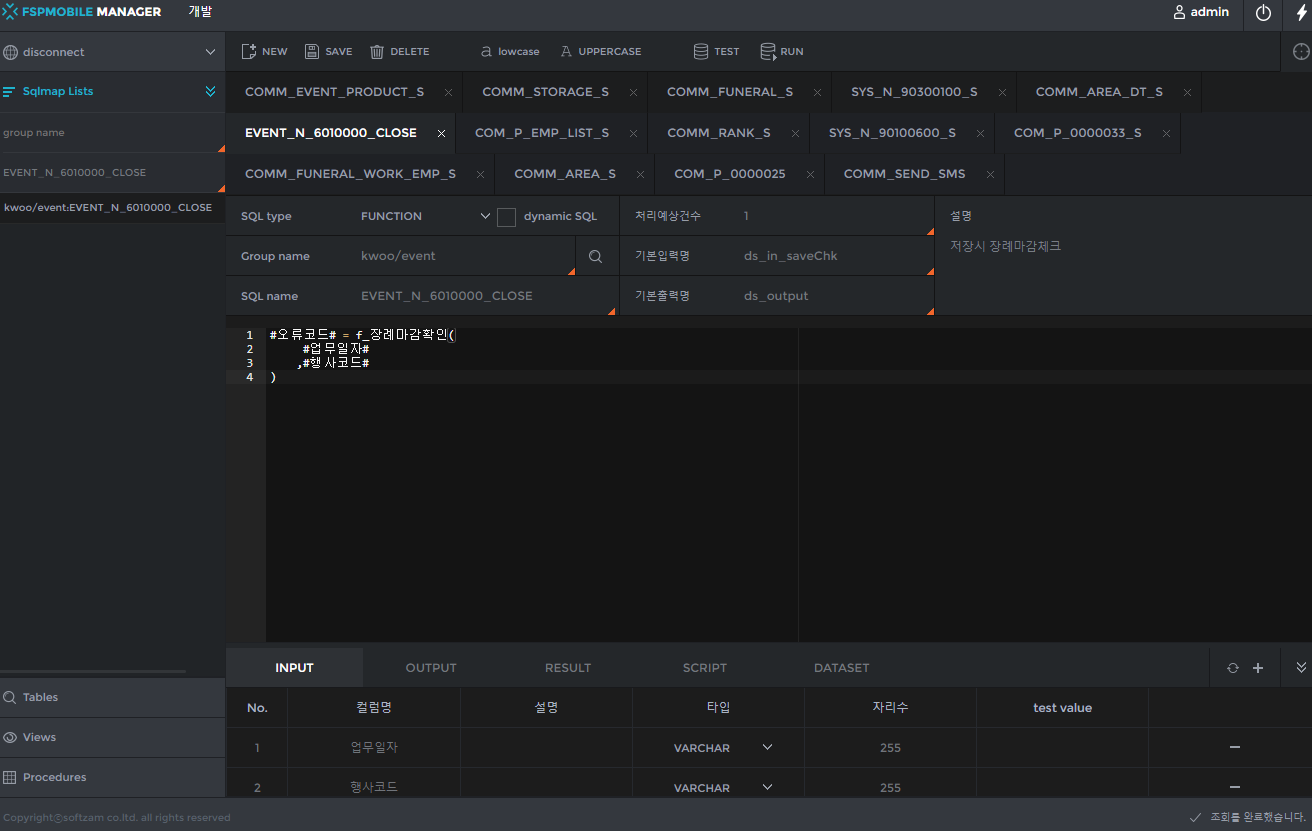 FSPMOBILE MANAGER 개발 admin
disconnect
NEW SAVE DELETE lowcase UPPERCASE TEST RUN
Sqlmap Lists
COMM_EVENT_PRODUCT_S COMM_STORAGE_S COMM_FUNERAL_S SYS_N_90300100_S COMM_AREA_DT_S
group name
EVENT_N_6010000_CLOSE COM_P_EMP_LIST_S COMM_RANK_S SYS_N_90100600_S COM_P_0000033_S
EVENT_N_6010000_CLOSE
COMM_FUNERAL_WORK_EMP_S COMM_AREA_S COM_P_0000025 COMM_SEND_SMS
kwoo/event:EVENT_N_6010000_CLOSE
SQL type FUNCTION dynamic SQL 처리예상건수 1 설명
저장시 장례마감체크
Group name kwoo/event 기본입력명 ds_in_saveChk
SQL name EVENT_N_6010000_CLOSE 기본출력명 ds_output
1 #오류코드# = f_장례마감확인(
2 #업무일자#
3 ,#행사코드#
4 )
INPUT OUTPUT RESULT SCRIPT DATASET
Tables
Views
Procedures
No. 컬럼명 설명 타입 자리수 test value
1 업무일자 VARCHAR 255
2 행사코드 VARCHAR 255
Copyrightⓒsoftzam co.ltd. all rights reserved
조회를 완료했습니다.